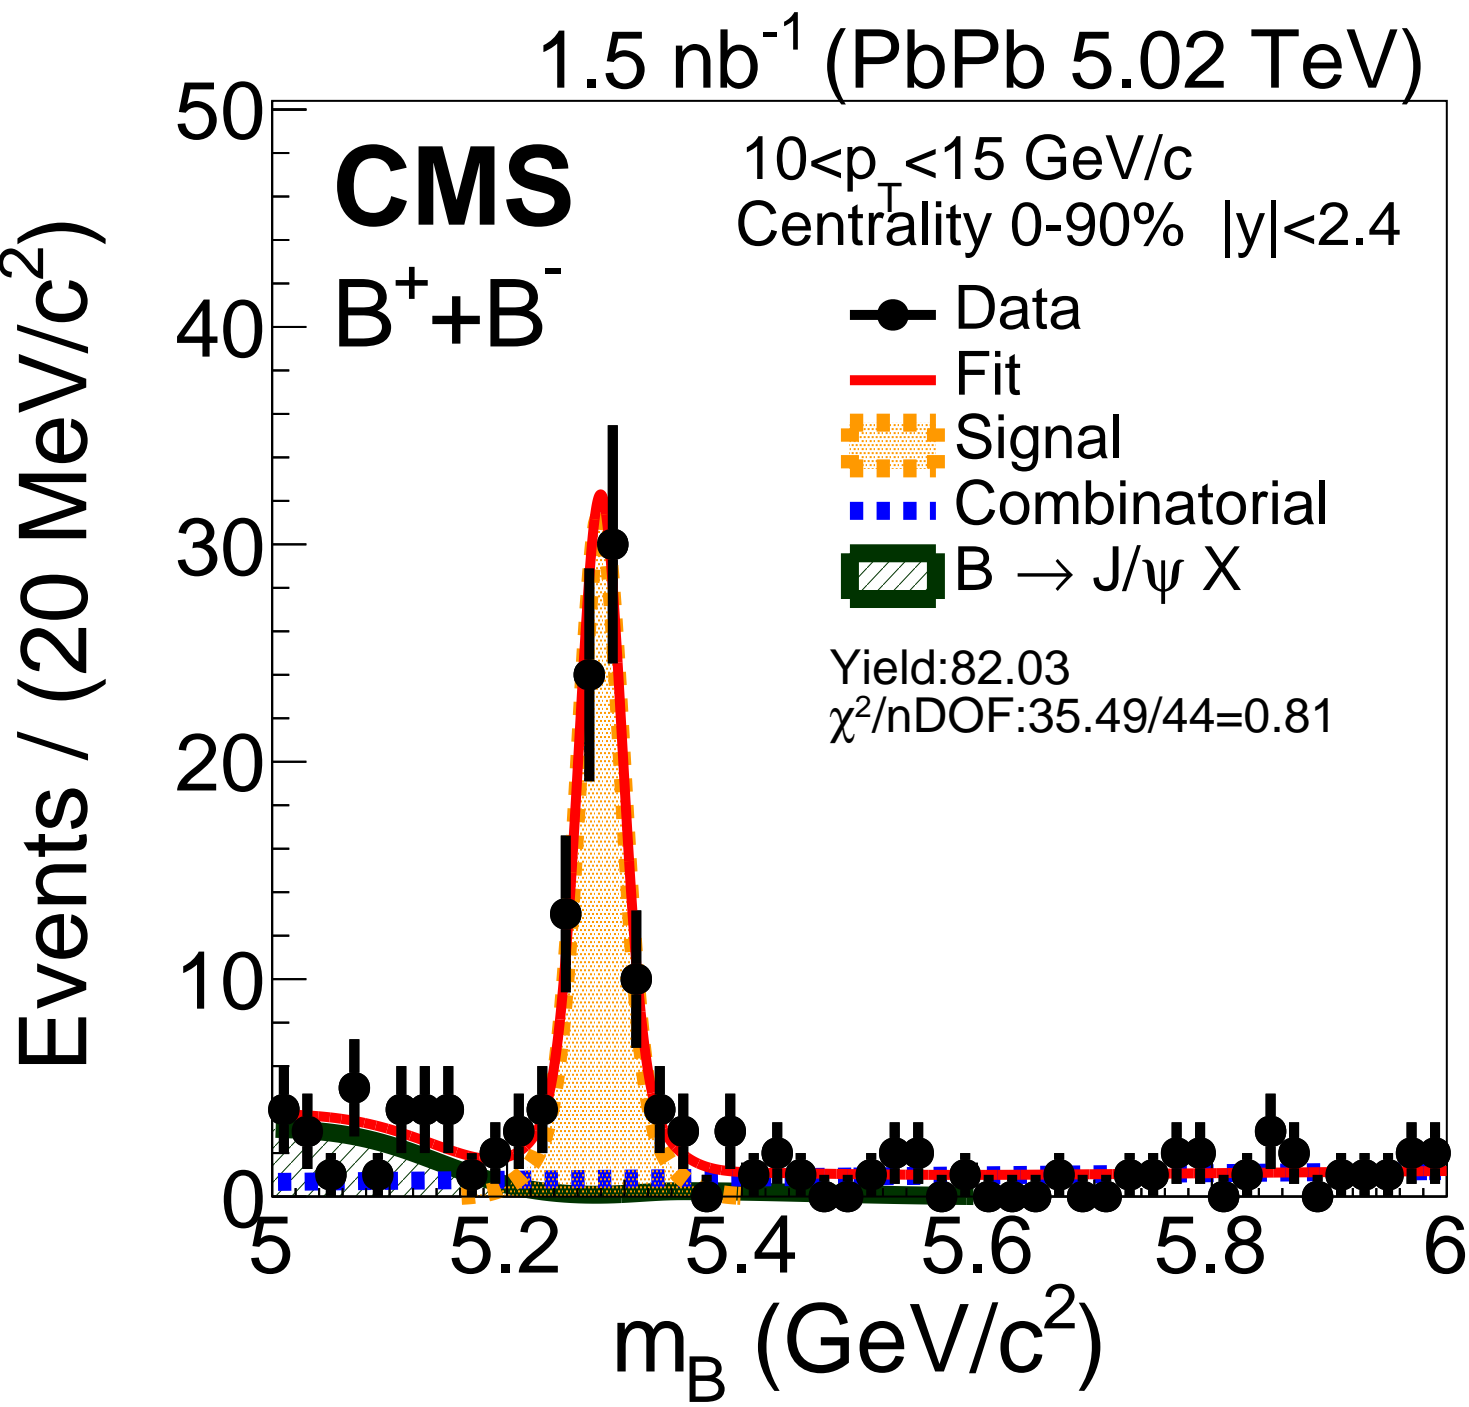 1.5 nb-1 (PbPb 5.02 TeV)
CMS
B++B-
10<pT<15 GeV/c
Centrality 0-90% |y|<2.4
Data
Fit
Signal
Combinatorial
B → J/ψ X
Yield:82.03
χ2/nDOF:35.49/44=0.81
Events / (20 MeV/c2)
50
40
30
20
10
0
5 5.2 5.4 5.6 5.8 6
mB (GeV/c2)